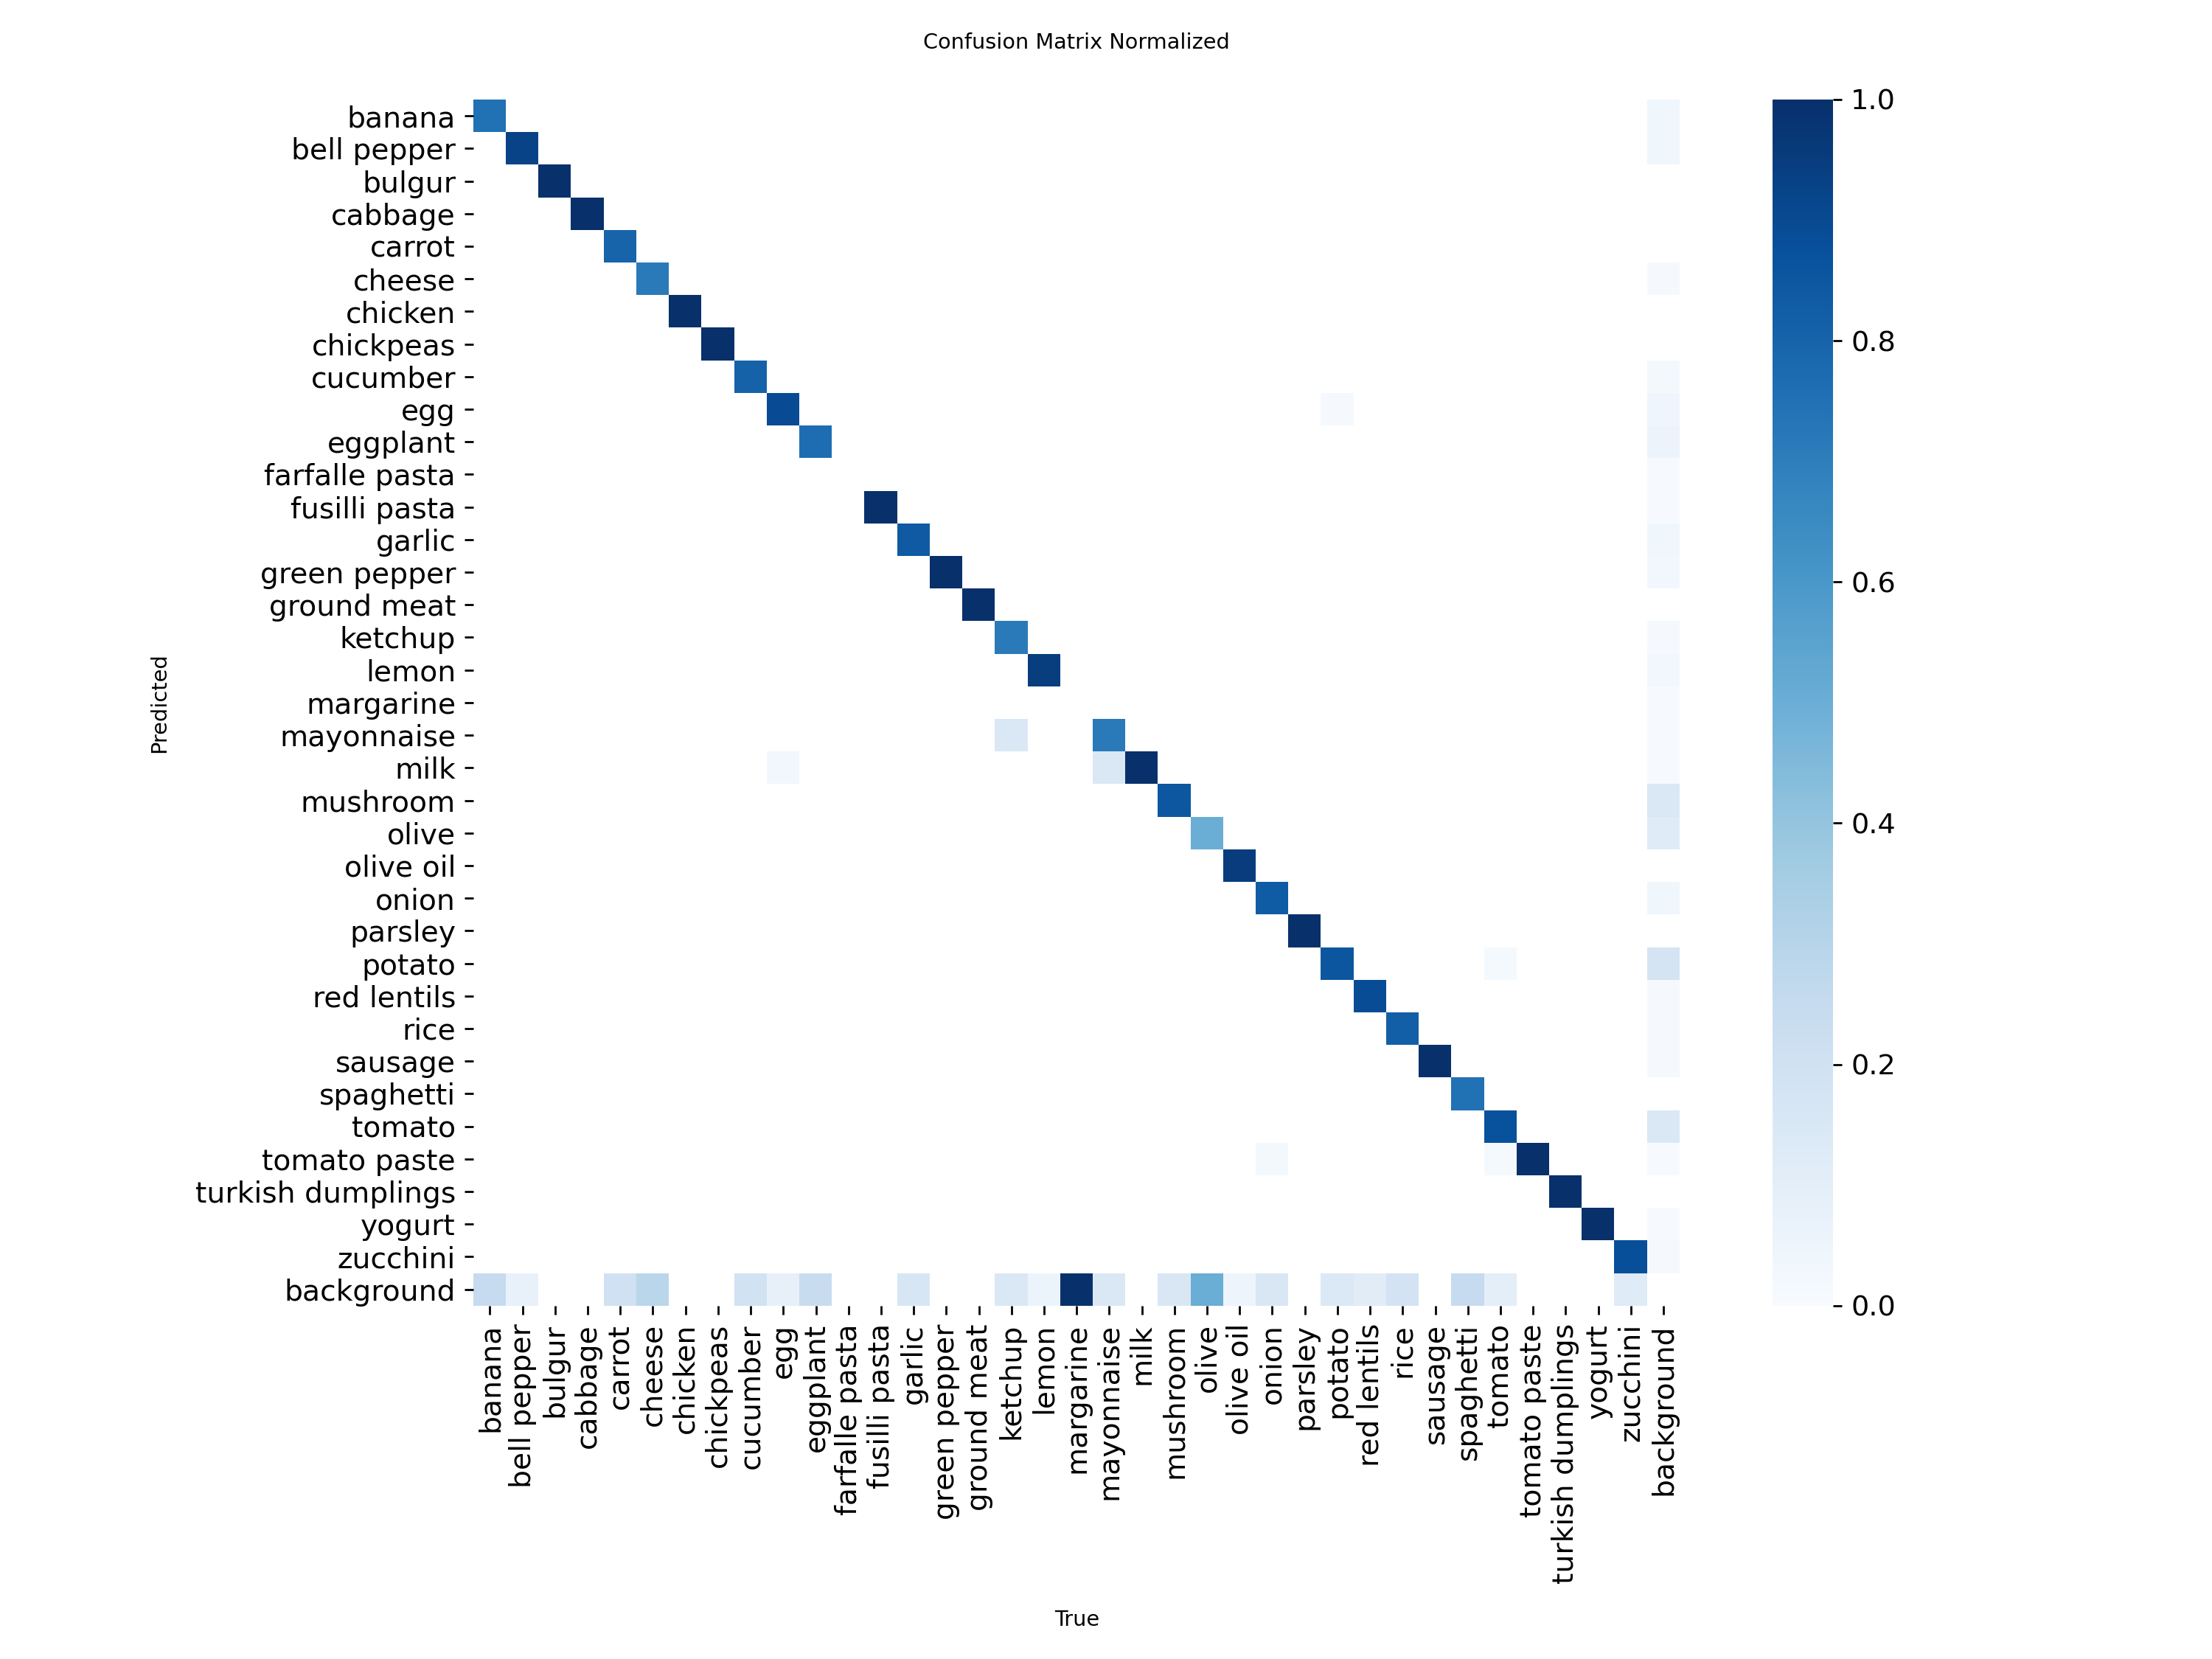 Confusion Matrix Normalized
banana
bell pepper
bulgur
cabbage
carrot
cheese
chicken
chickpeas
cucumber
egg
eggplant
farfalle pasta
fusilli pasta
garlic
green pepper
ground meat
ketchup
lemon
margarine
mayonnaise
milk
mushroom
olive
olive oil
onion
parsley
potato
red lentils
rice
sausage
spaghetti
tomato
tomato paste
turkish dumplings
yogurt
zucchini
background
Predicted
banana
bell pepper
bulgur
cabbage
carrot
cheese
chicken
chickpeas
cucumber
egg
eggplant
farfalle pasta
fusilli pasta
garlic
green pepper
ground meat
ketchup
lemon
margarine
mayonnaise
milk
mushroom
olive
olive oil
onion
parsley
potato
red lentils
rice
sausage
spaghetti
tomato
tomato paste
turkish dumplings
yogurt
zucchini
background
True
1.0
0.8
0.6
0.4
0.2
0.0